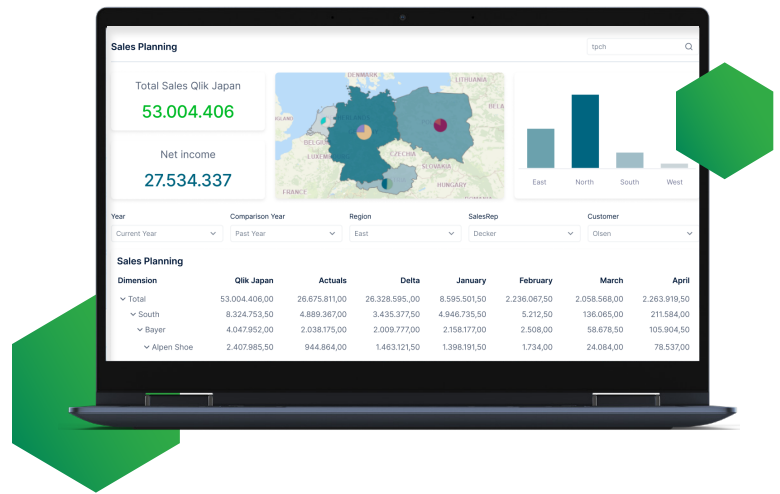 Sales Planning
tpch
Total Sales Qlik Japan
53.004.406
Net income
27.534.337
DENMARK
LITHUANIA
BELGI
LUXEM
CZECHIA
SLOVAKIA
FRANCE
HUNGARY
East North South West
Year Comparison Year Region SalesRep Customer
Current Year Past Year East Decker Olsen
Sales Planning
Dimension Qlik Japan Actuals Delta January February March April
Total 53.004.406,00 26.675.811,00 26.328.595.,00 8.595.501,50 2.236.067,50 2.058.568,00 2.263.919,50
South 8.324.753,50 4.889.367,00 3.435.377,50 4.946.735,50 5.212,50 136.065,00 211.584,00
Bayer 4.047.952,00 2.038.175,00 2.009.777,00 2.158.177,00 2.508,00 58.678,50 105.904,50
Alpen Shoe 2.407.985,50 944.864,00 1.463.121,50 1.398.191,50 1.734,00 24.084,00 78.537,00